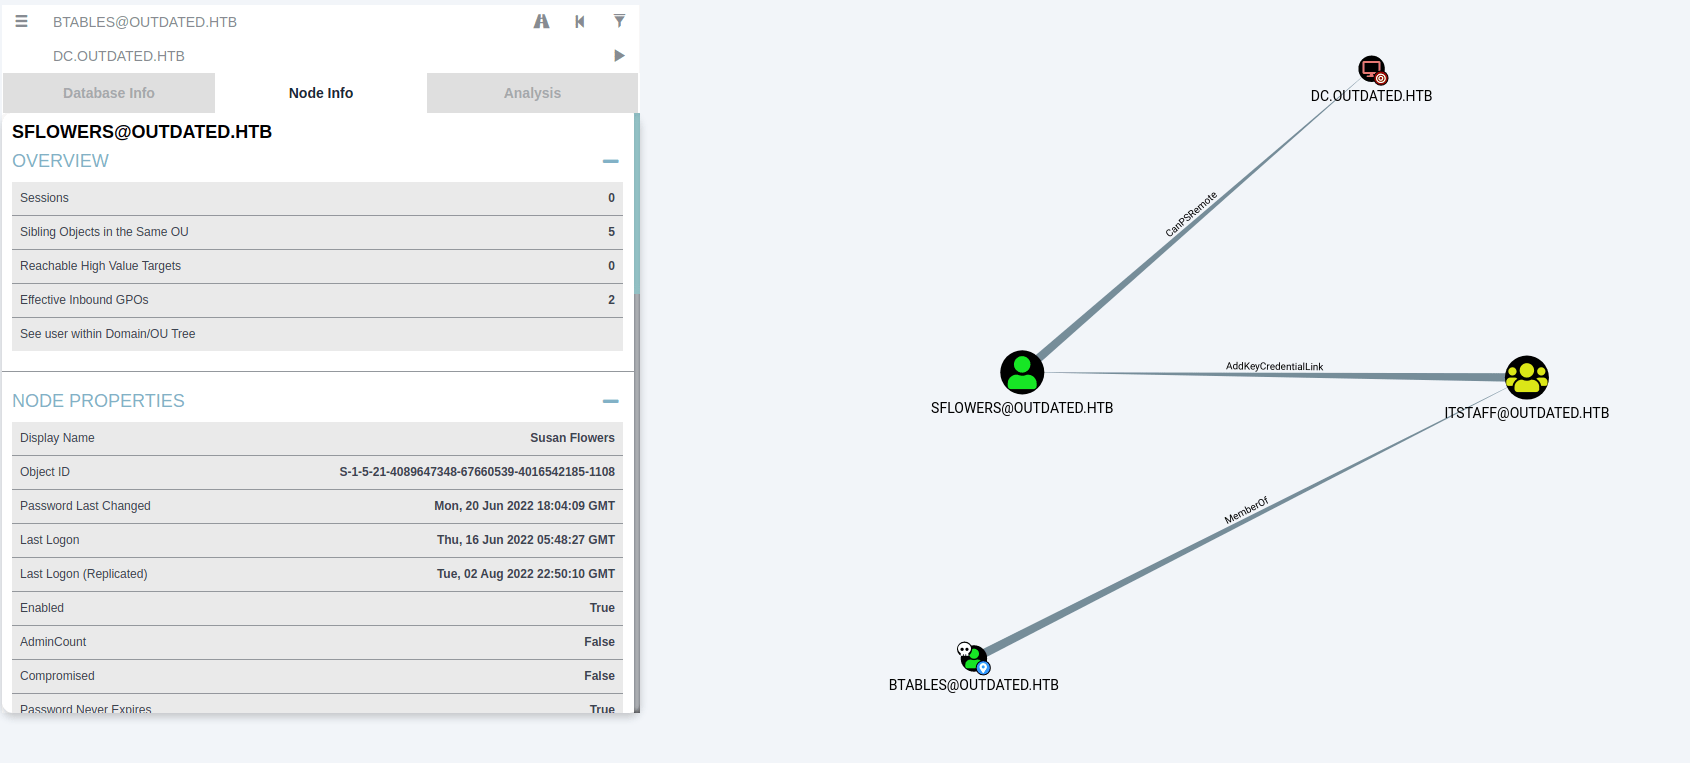 BTABLES@OUTDATED.HTB
DC.OUTDATED.HTB
Database Info
Node Info
Analysis
SFLOWERS@OUTDATED.HTB
OVERVIEW
Sessions 0
Sibling Objects in the Same OU 5
Reachable High Value Targets 0
Effective Inbound GPOs 2
See user within Domain/OU Tree
NODE PROPERTIES
Display Name Susan Flowers
Object ID S-1-5-21-4089647348-67660539-4016542185-1108
Password Last Changed Mon, 20 Jun 2022 18:04:09 GMT
Last Logon Thu, 16 Jun 2022 05:48:27 GMT
Last Logon (Replicated) Tue, 02 Aug 2022 22:50:10 GMT
Enabled True
AdminCount False
Compromised False
Password Never Expires True
DC.OUTDATED.HTB
CanPSRemote
AddKeyCredentialLink
SFLOWERS@OUTDATED.HTB
ITSTAFF@OUTDATED.HTB
MemberOf
BTABLES@OUTDATED.HTB